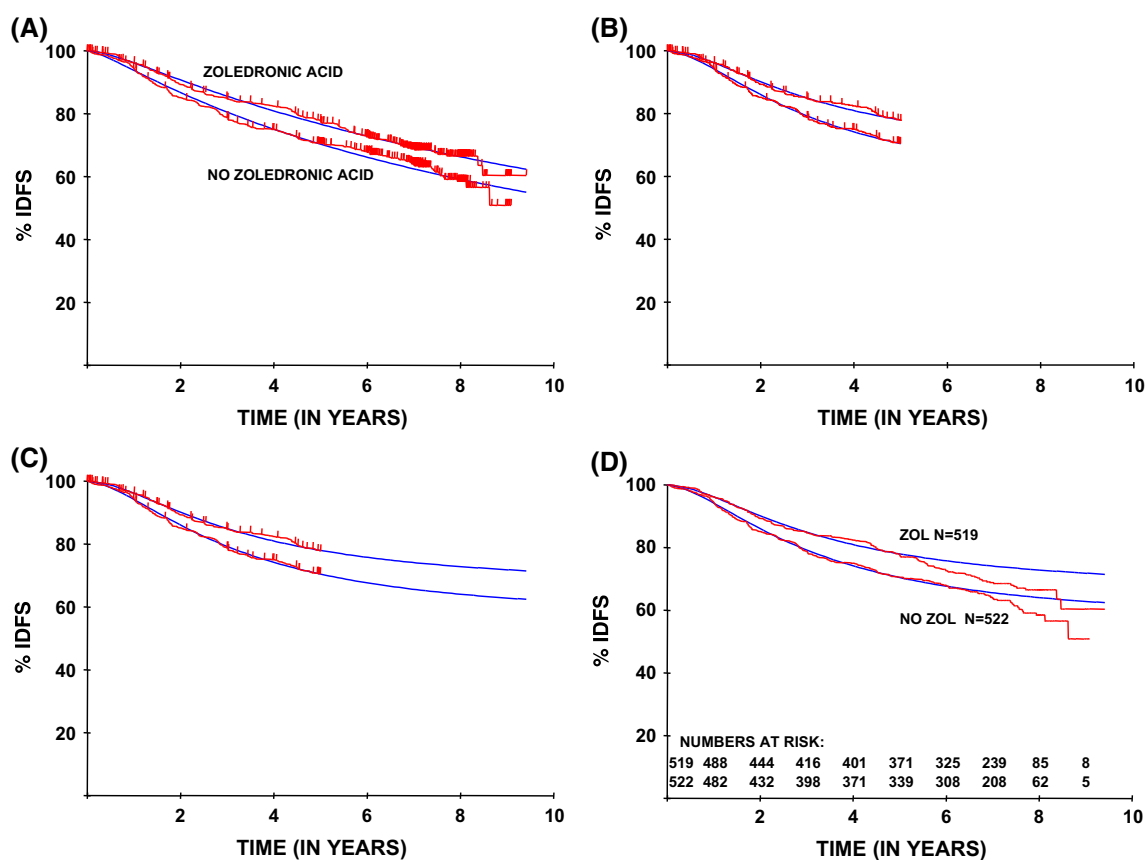 (A)
100
80
60
40
20
% IDFS
ZOLEDRONIC ACID
NO ZOLEDRONIC ACID
2 4 6 8 10
TIME (IN YEARS)
(B)
100
80
60
40
20
% IDFS
2 4 6 8 10
TIME (IN YEARS)
(C)
100
80
60
40
20
% IDFS
2 4 6 8 10
TIME (IN YEARS)
(D)
100
80
60
40
20
% IDFS
ZOL N=519
NO ZOL N=522
NUMBERS AT RISK:
519 488 444 416 401 371 325 239 85 8
522 482 432 398 371 339 308 208 62 5
2 4 6 8 10
TIME (IN YEARS)